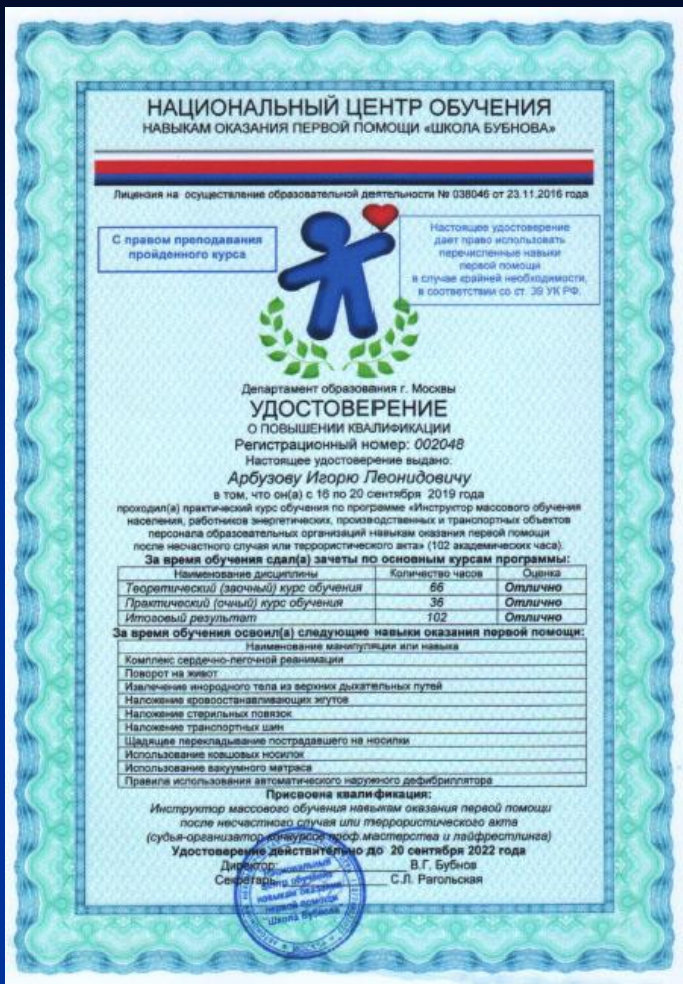 НАЦИОНАЛЬНЫЙ ЦЕНТР ОБУЧЕНИЯ
НАВЫКАМ ОКАЗАНИЯ ПЕРВОЙ ПОМОЩИ «ШКОЛА БУБНОВА»
Лицензия на осуществление образовательной деятельности № 038046 от 23.11.2016 года
С правом преподавания
пройденного курса
Настоящее удостоверение
дает право использовать
перечисленные навыки
первой помощи
в случае крайней необходимости,
в соответствии со ст. 39 УК РФ.
Департамент образования г. Москвы
УДОСТОВЕРЕНИЕ
О ПОВЫШЕНИИ КВАЛИФИКАЦИИ
Регистрационный номер: 002048
Настоящее удостоверение выдано:
Арбузову Игорю Леонидовичу
в том, что он(а) с 16 по 20 сентября 2019 года
проходил(а) практический курс обучения по программе «Инструктор массового обучения
населения, работников энергетических, производственных и транспортных объектов
персонала образовательных организаций навыкам оказания первой помощи
после несчастного случая или террористического акта» (102 академических часа).
За время обучения сдал(а) зачеты по основным курсам программы:
Наименование дисциплины Количество часов Оценка
Теоретический (заочный) курс обучения 66 Отлично
Практический (очный) курс обучения 36 Отлично
Итоговый результат 102 Отлично
За время обучения освоил(а) следующие навыки оказания первой помощи:
Наименование манипуляции или навыка
Комплекс сердечно-легочной реанимации
Поворот на живот
Извлечение инородного тела из верхних дыхательных путей
Наложение кровоостанавливающих жгутов
Наложение стерильных повязок
Наложение транспортных шин
Щадящее перекладывание пострадавшего на носилки
Использование ковшовых носилок
Использование вакуумного матраса
Правила использования автоматического наружного дефибриллятора
Присвоена квалификация:
Инструктор массового обучения навыкам оказания первой помощи
после несчастного случая или террористического акта
(судья-организатор конкурсов проф.мастерства и лайфрестлинга)
Удостоверение действительно до 20 сентября 2022 года
Директор: В.Г. Бубнов
Секретарь: С.Л. Рагольская
Национальный
центр обучения
навыкам оказания
первой помощи
"Школа Бубнова"